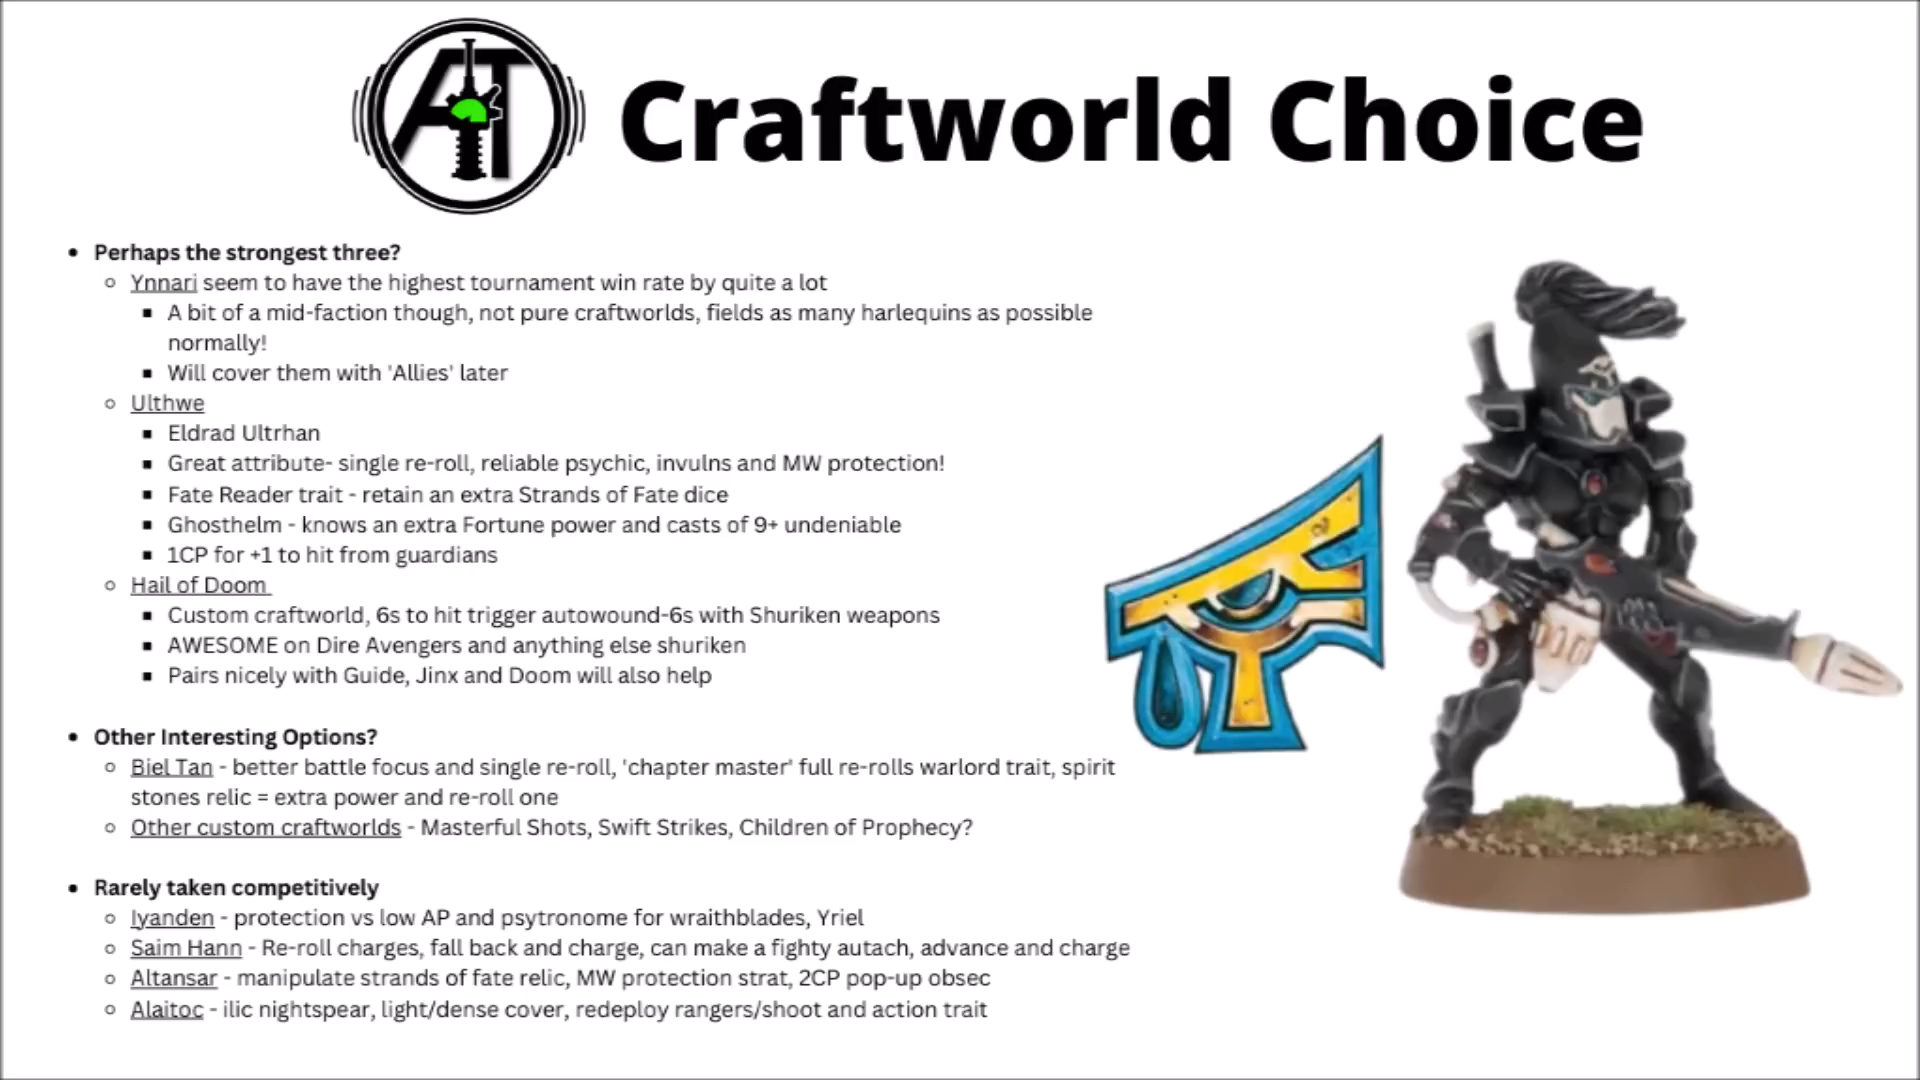 AT
Craftworld Choice
• Perhaps the strongest three?
○ Ynnari seem to have the highest tournament win rate by quite a lot
▪ A bit of a mid-faction though, not pure craftworlds, fields as many harlequins as possible
normally!
▪ Will cover them with 'Allies' later
○ Ulthwe
▪ Eldrad Ultrhan
▪ Great attribute- single re-roll, reliable psychic, invulns and MW protection!
▪ Fate Reader trait - retain an extra Strands of Fate dice
▪ Ghosthelm - knows an extra Fortune power and casts of 9+ undeniable
▪ 1CP for +1 to hit from guardians
○ Hail of Doom
▪ Custom craftworld, 6s to hit trigger autowound-6s with Shuriken weapons
▪ AWESOME on Dire Avengers and anything else shuriken
▪ Pairs nicely with Guide, Jinx and Doom will also help
• Other Interesting Options?
○ Biel Tan - better battle focus and single re-roll, 'chapter master' full re-rolls warlord trait, spirit
stones relic = extra power and re-roll one
○ Other custom craftworlds - Masterful Shots, Swift Strikes, Children of Prophecy?
• Rarely taken competitively
○ Iyanden - protection vs low AP and psytronome for wraithblades, Yriel
○ Saim Hann - Re-roll charges, fall back and charge, can make a fighty autach, advance and charge
○ Altansar - manipulate strands of fate relic, MW protection strat, 2CP pop-up obsec
○ Alaitoc - ilic nightspear, light/dense cover, redeploy rangers/shoot and action trait